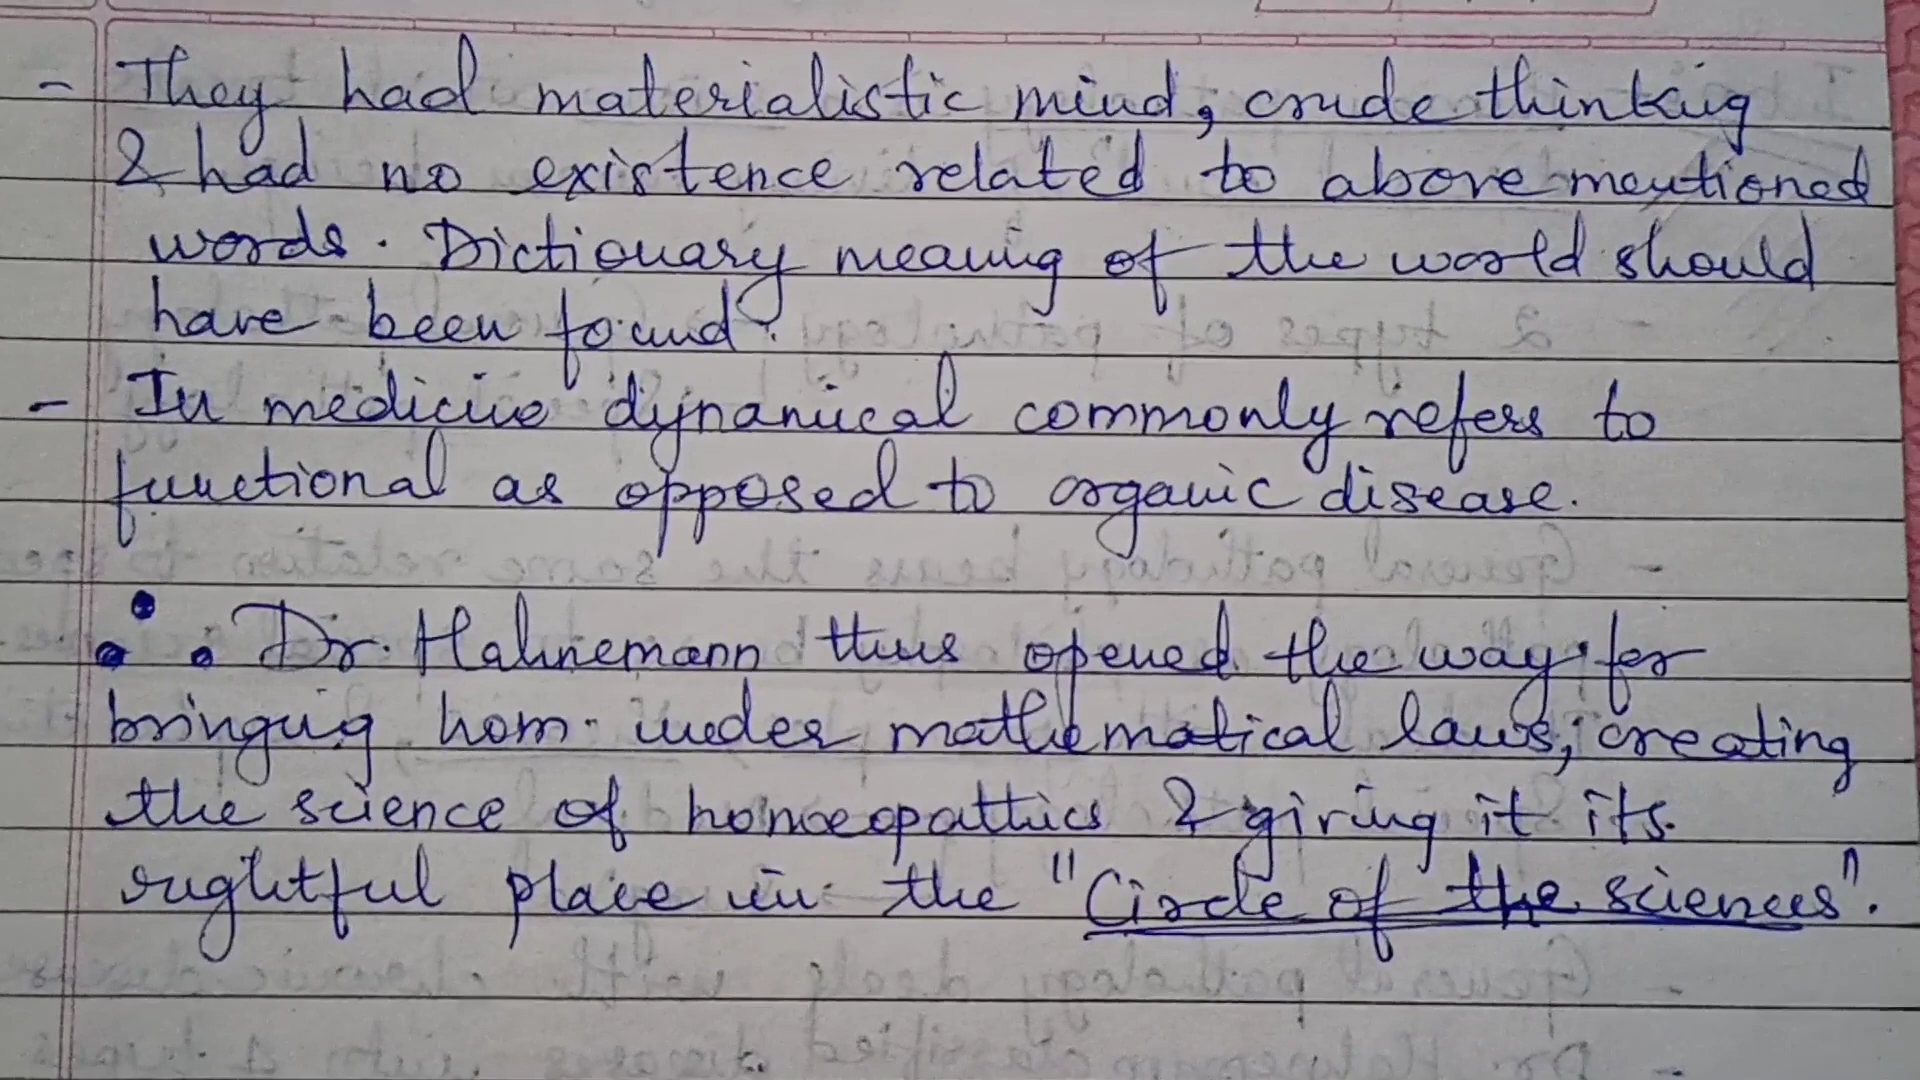 - They had materialistic mind, crude thinking
& had no existence related to above mentioned
words. Dictionary meaning of the world should
have been found.
- In medicine dynamical commonly refers to
functional as opposed to organic disease.
∴ Dr. Hahnemann thus opened the way for
bringing hom. under mathematical laws, creating
the science of homoeopathics & giving it its
rightful place in the "Circle of the sciences".